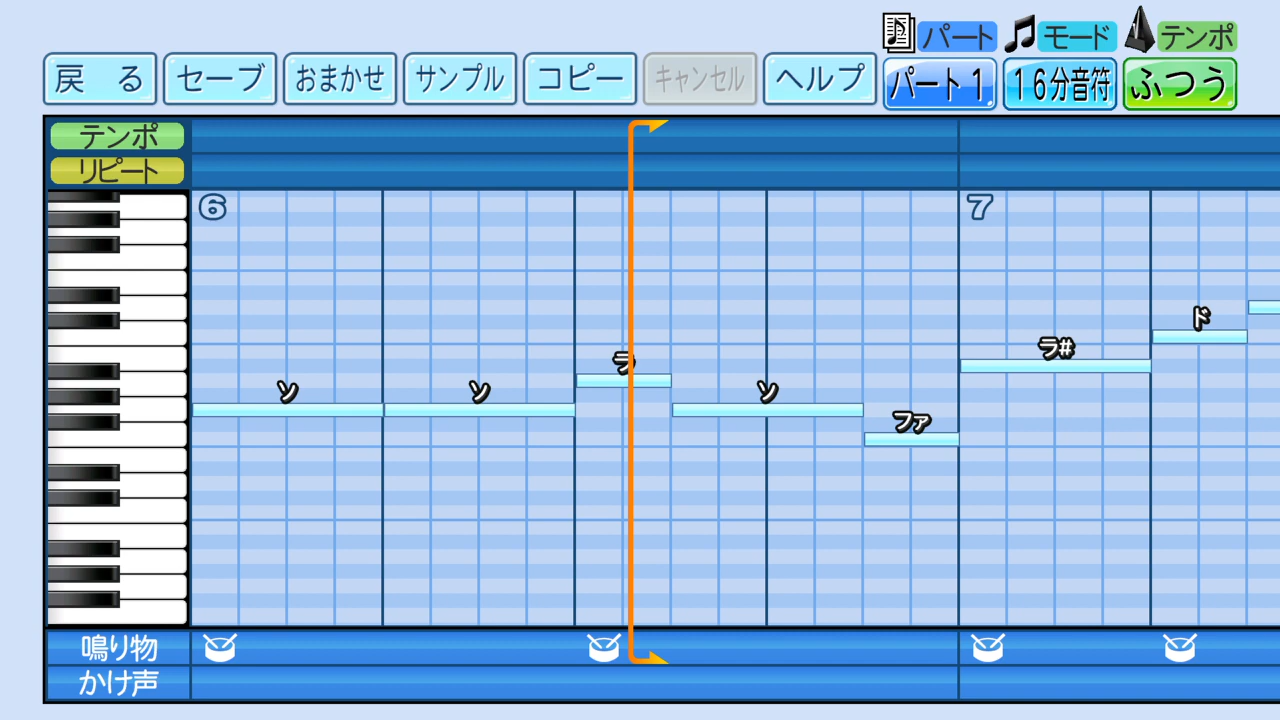 パート モード テンポ
戻る セーブ おまかせ サンプル コピー キャンセル ヘルプ パート1 16分音符 ふつう
テンポ
リピート
6 7
ド
ラ#
ラ
ソ ソ ソ
ファ
鳴り物
かけ声